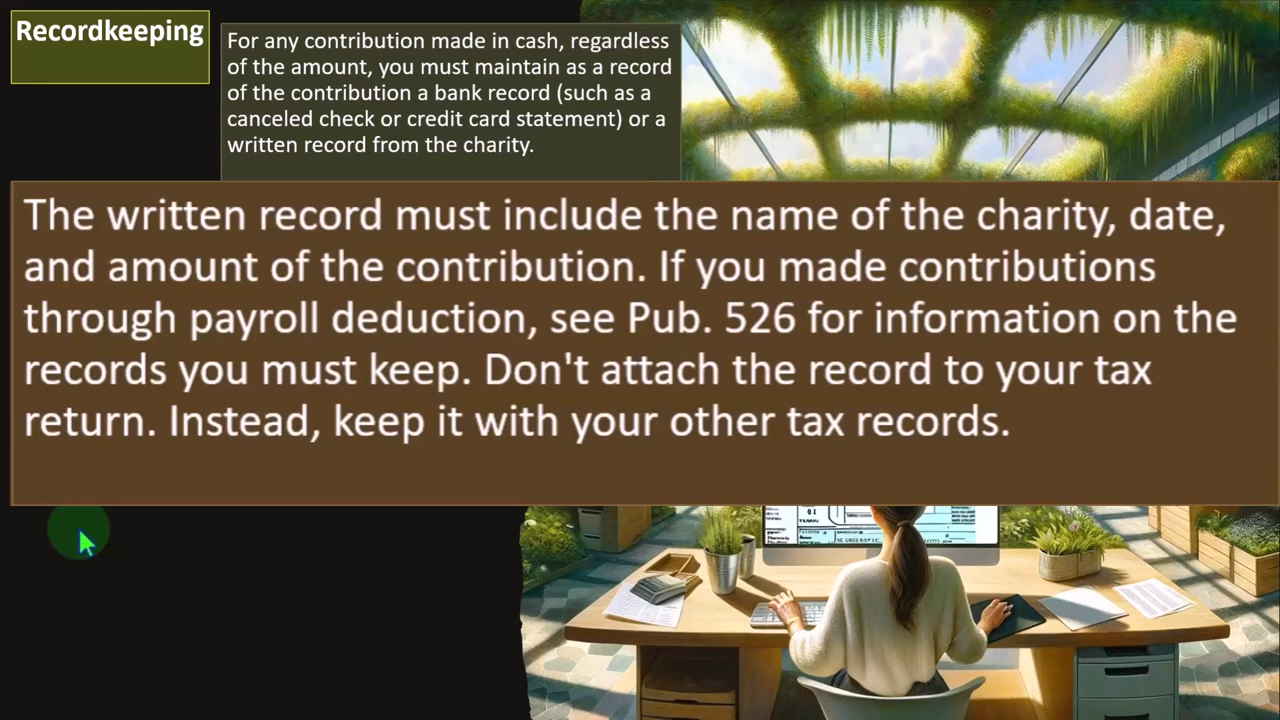 Recordkeeping
For any contribution made in cash, regardless
of the amount, you must maintain as a record
of the contribution a bank record (such as a
canceled check or credit card statement) or a
written record from the charity.
The written record must include the name of the charity, date,
and amount of the contribution. If you made contributions
through payroll deduction, see Pub. 526 for information on the
records you must keep. Don't attach the record to your tax
return. Instead, keep it with your other tax records.